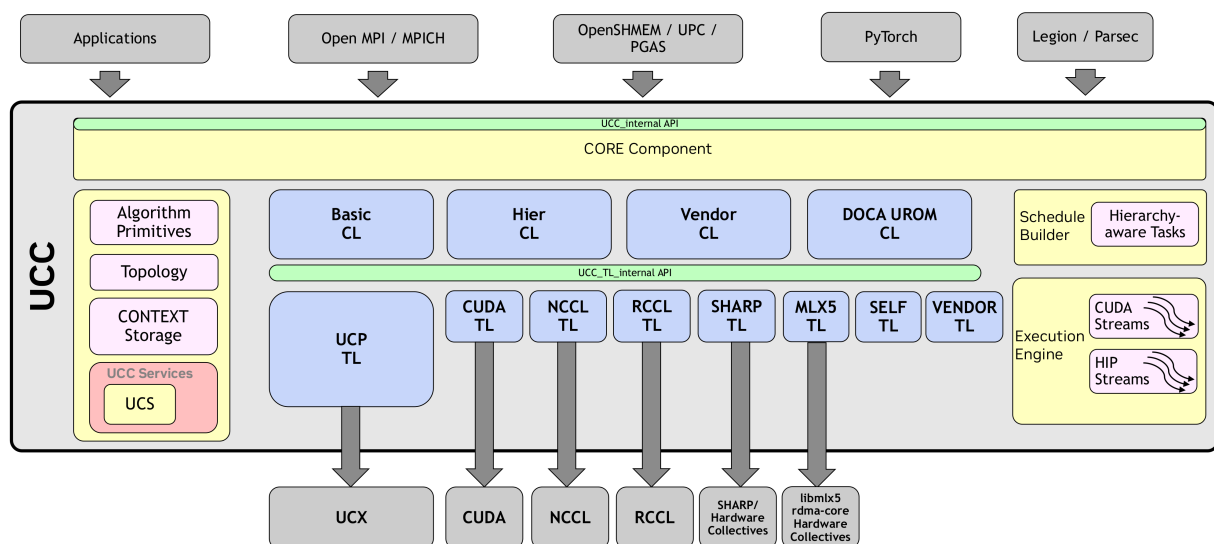 Applications
Open MPI / MPICH
OpenSHMEM / UPC /
PGAS
PyTorch
Legion / Parsec
UCC
UCC_internal API
CORE Component
Algorithm
Primitives
Topology
CONTEXT
Storage
UCC Services
UCS
Basic
CL
Hier
CL
Vendor
CL
DOCA UROM
CL
UCC_TL_internal API
UCP
TL
CUDA
TL
NCCL
TL
RCCL
TL
SHARP
TL
MLX5
TL
SELF
TL
VENDOR
TL
Schedule
Builder
Hierarchy-
aware Tasks
Execution
Engine
CUDA
Streams
HIP
Streams
UCX
CUDA
NCCL
RCCL
SHARP/
Hardware
Collectives
libmlx5
rdma-core
Hardware
Collectives